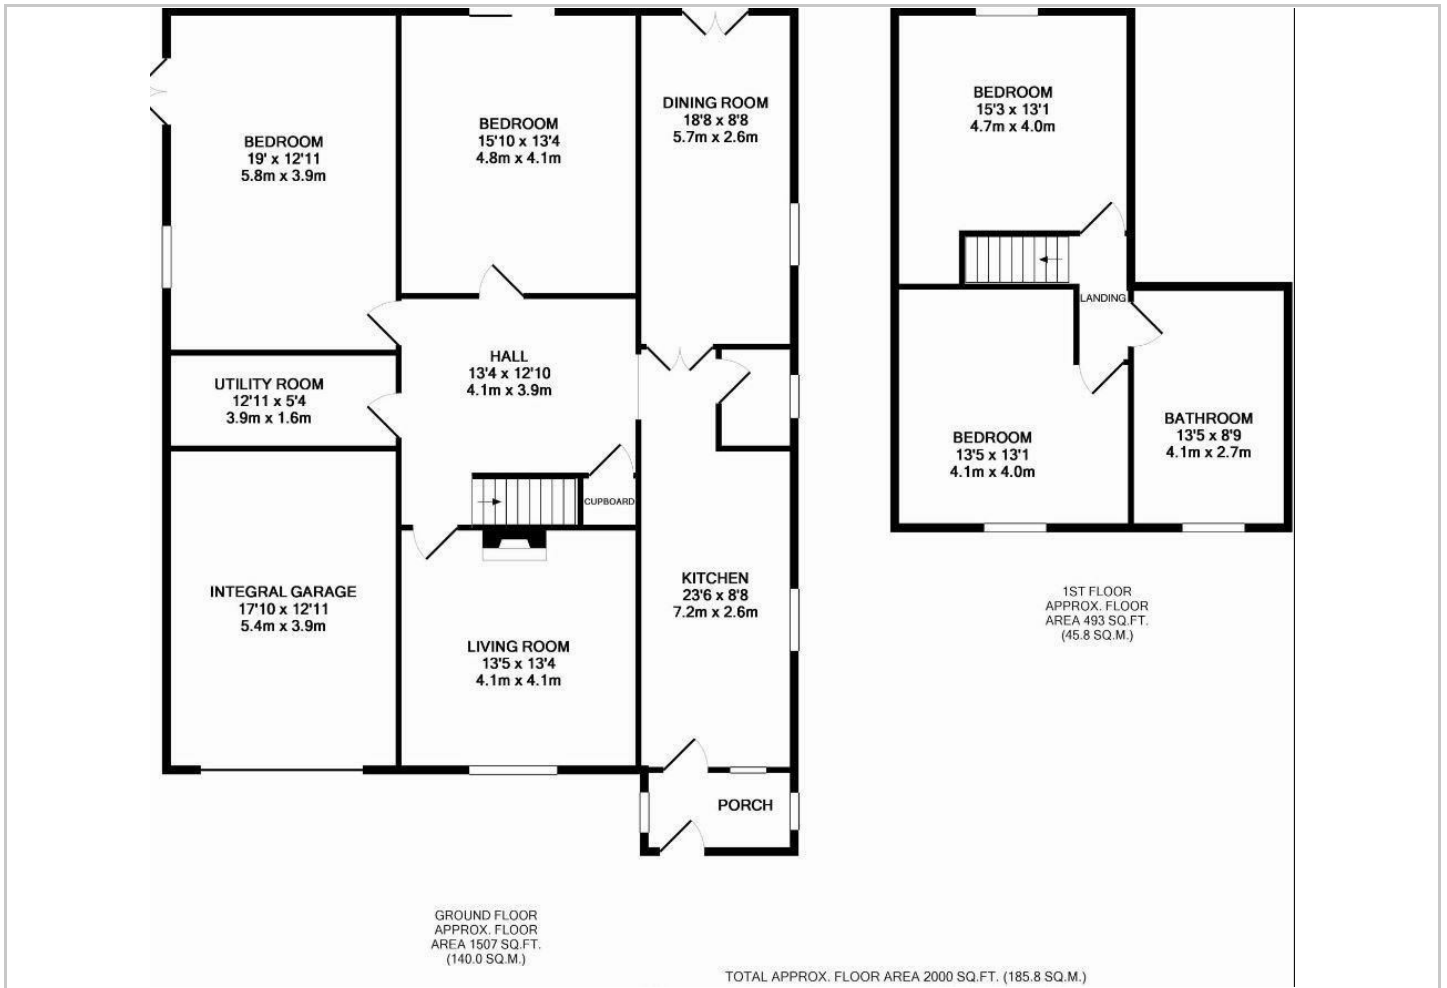 BEDROOM
19' x 12'11
5.8m x 3.9m
BEDROOM
15'10 x 13'4
4.8m x 4.1m
DINING ROOM
18'8 x 8'8
5.7m x 2.6m
UTILITY ROOM
12'11 x 5'4
3.9m x 1.6m
HALL
13'4 x 12'10
4.1m x 3.9m
CUPBOARD
INTEGRAL GARAGE
17'10 x 12'11
5.4m x 3.9m
LIVING ROOM
13'5 x 13'4
4.1m x 4.1m
KITCHEN
23'6 x 8'8
7.2m x 2.6m
PORCH
GROUND FLOOR
APPROX. FLOOR
AREA 1507 SQ.FT.
(140.0 SQ.M.)
BEDROOM
15'3 x 13'1
4.7m x 4.0m
LANDING
BEDROOM
13'5 x 13'1
4.1m x 4.0m
BATHROOM
13'5 x 8'9
4.1m x 2.7m
1ST FLOOR
APPROX. FLOOR
AREA 493 SQ.FT.
(45.8 SQ.M.)
TOTAL APPROX. FLOOR AREA 2000 SQ.FT. (185.8 SQ.M.)